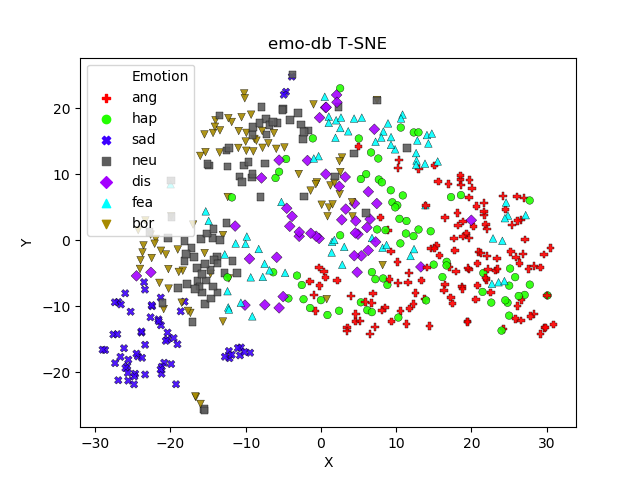 emo-db T-SNE
Emotion
ang
hap
sad
neu
dis
fea
bor
20
10
0
−10
−20
Y
−30
−20
−10
0
10
20
30
X